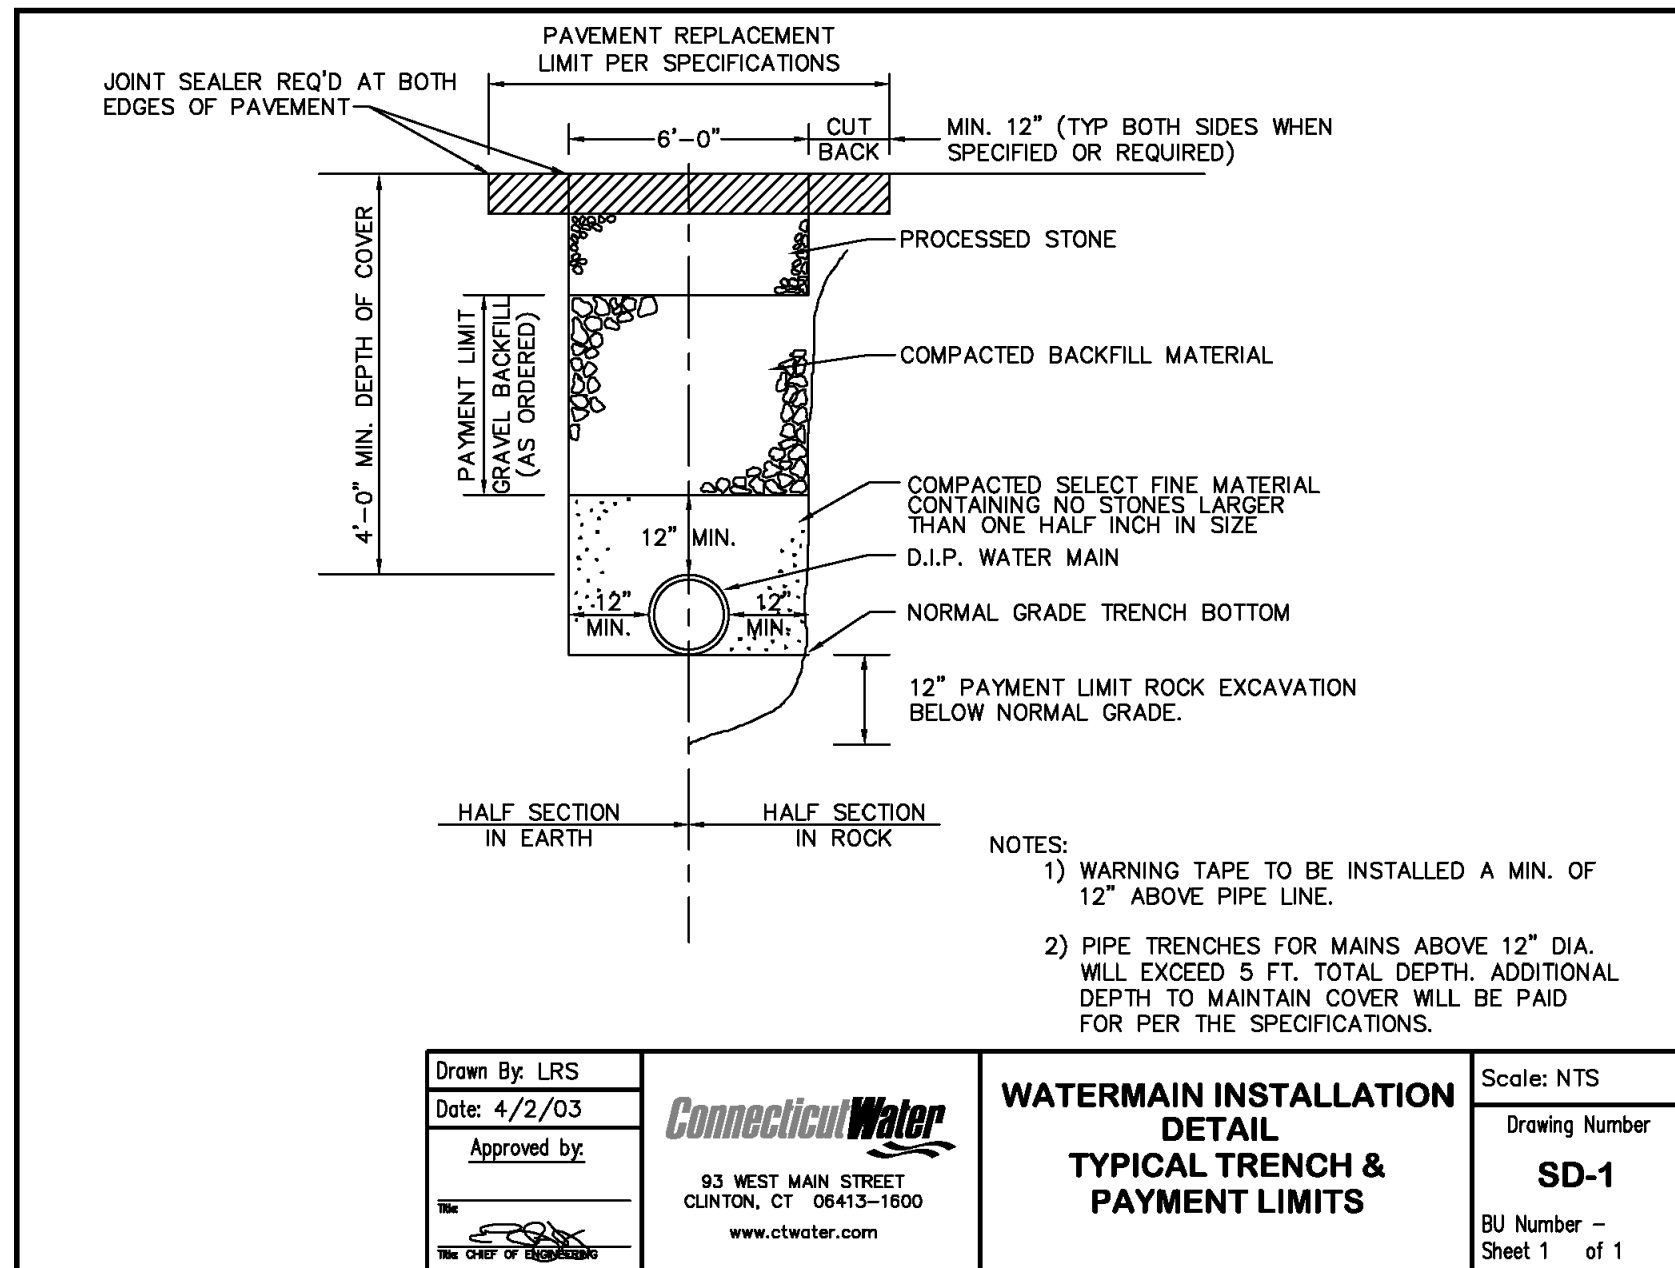 PAVEMENT REPLACEMENT
LIMIT PER SPECIFICATIONS
JOINT SEALER REQ'D AT BOTH
EDGES OF PAVEMENT
6'-0"
CUT
BACK
MIN. 12" (TYP BOTH SIDES WHEN
SPECIFIED OR REQUIRED)
4'-0" MIN. DEPTH OF COVER
PROCESSED STONE
PAYMENT LIMIT
GRAVEL BACKFILL
(AS ORDERED)
COMPACTED BACKFILL MATERIAL
COMPACTED SELECT FINE MATERIAL
CONTAINING NO STONES LARGER
THAN ONE HALF INCH IN SIZE
12" MIN.
D.I.P. WATER MAIN
12"
MIN.
12"
MIN.
NORMAL GRADE TRENCH BOTTOM
12" PAYMENT LIMIT ROCK EXCAVATION
BELOW NORMAL GRADE.
HALF SECTION
IN EARTH
HALF SECTION
IN ROCK
NOTES:
1) WARNING TAPE TO BE INSTALLED A MIN. OF
12" ABOVE PIPE LINE.
2) PIPE TRENCHES FOR MAINS ABOVE 12" DIA.
WILL EXCEED 5 FT. TOTAL DEPTH. ADDITIONAL
DEPTH TO MAINTAIN COVER WILL BE PAID
FOR PER THE SPECIFICATIONS.
Drawn By: LRS
Date: 4/2/03
Approved by:
Title:
Title: CHIEF OF ENGINEERING
ConnecticutWater
93 WEST MAIN STREET
CLINTON, CT 06413-1600
www.ctwater.com
WATERMAIN INSTALLATION
DETAIL
TYPICAL TRENCH &
PAYMENT LIMITS
Scale: NTS
Drawing Number
SD-1
BU Number -
Sheet 1 of 1